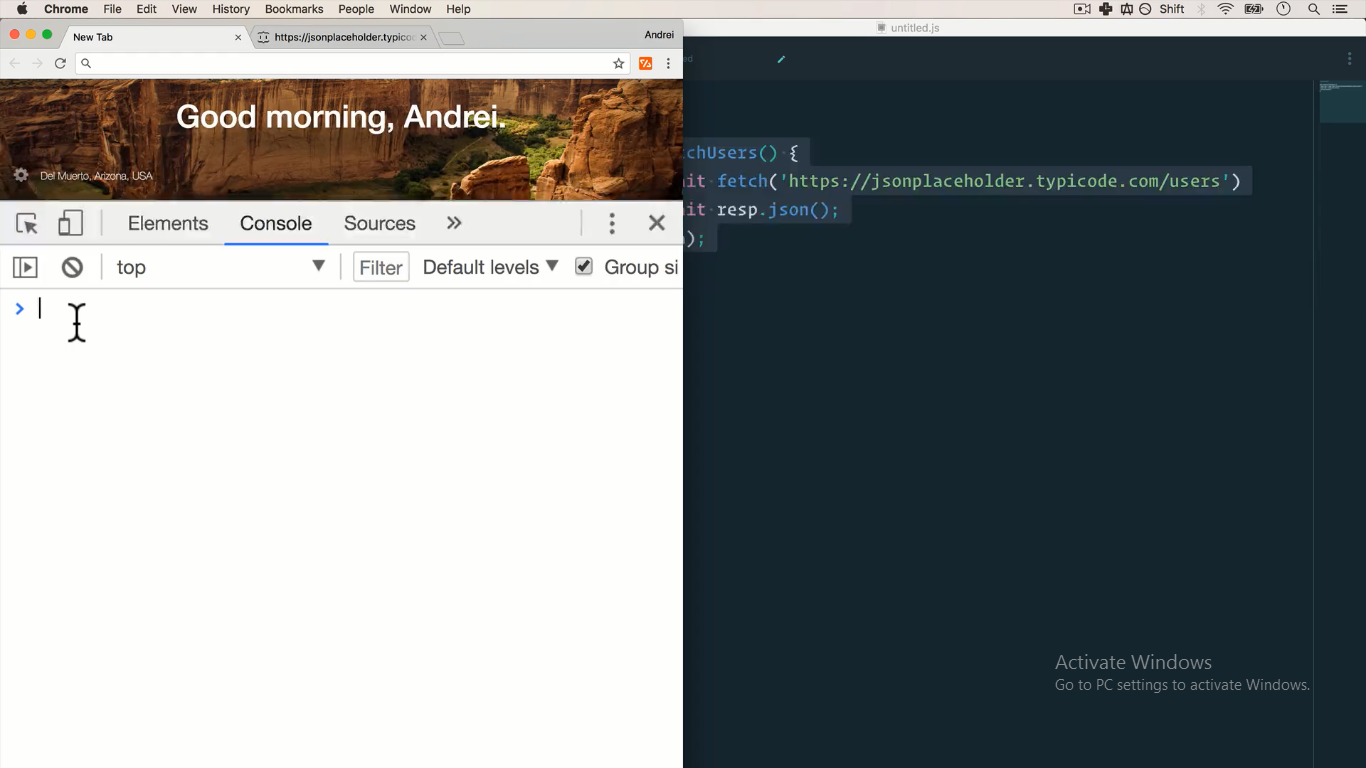 Chrome File Edit View History Bookmarks People Window Help Shift
New Tab https://jsonplaceholder.typico Andrei
untitled.js
Good morning, Andrei.
Del Muerto, Arizona, USA
Elements Console Sources
top Filter Default levels Group si
chUsers() {
it fetch('https://jsonplaceholder.typicode.com/users')
it resp.json();
);
Activate Windows
Go to PC settings to activate Windows.